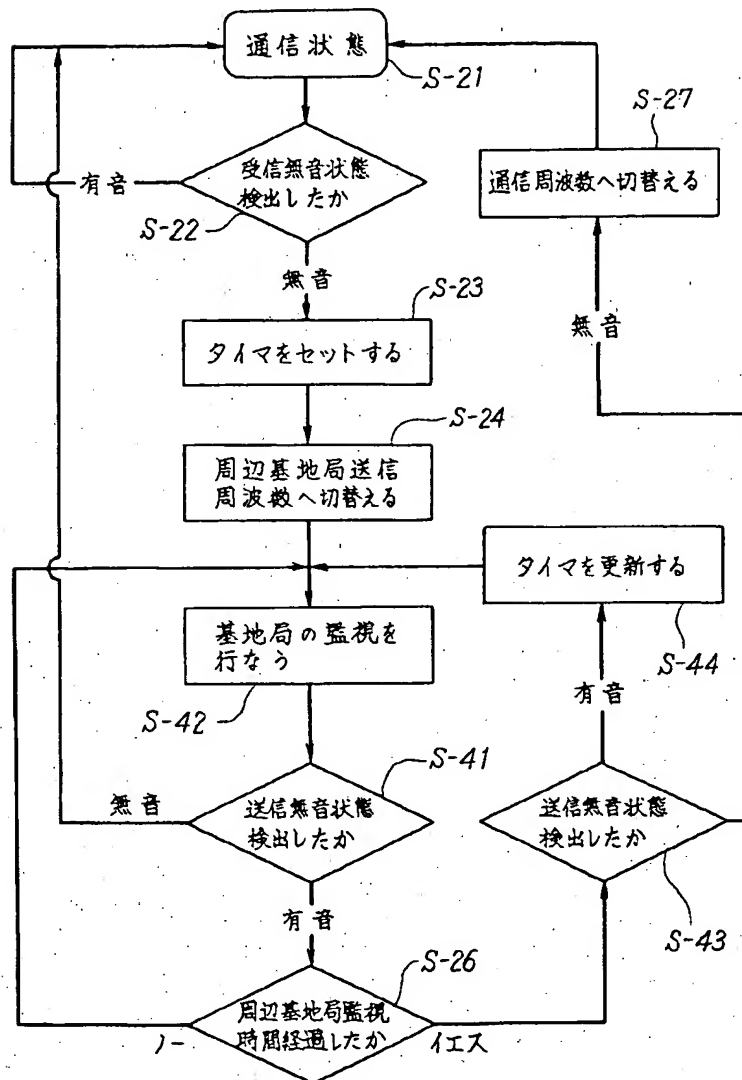 通信状態
S-21
S-27
通信周波数へ切替える
受信無音状態
検出したか
有音
S-22
無音
S-23
無音
タイマをセットする
S-24
周辺基地局送信
周波数へ切替える
タイマを更新する
基地局の監視を
行なう
S-44
有音
S-42
S-41
無音
送信無音状態
検出したか
送信無音状態
検出したか
有音
S-43
S-26
周辺基地局監視
時間経過したか
ノー
イエス